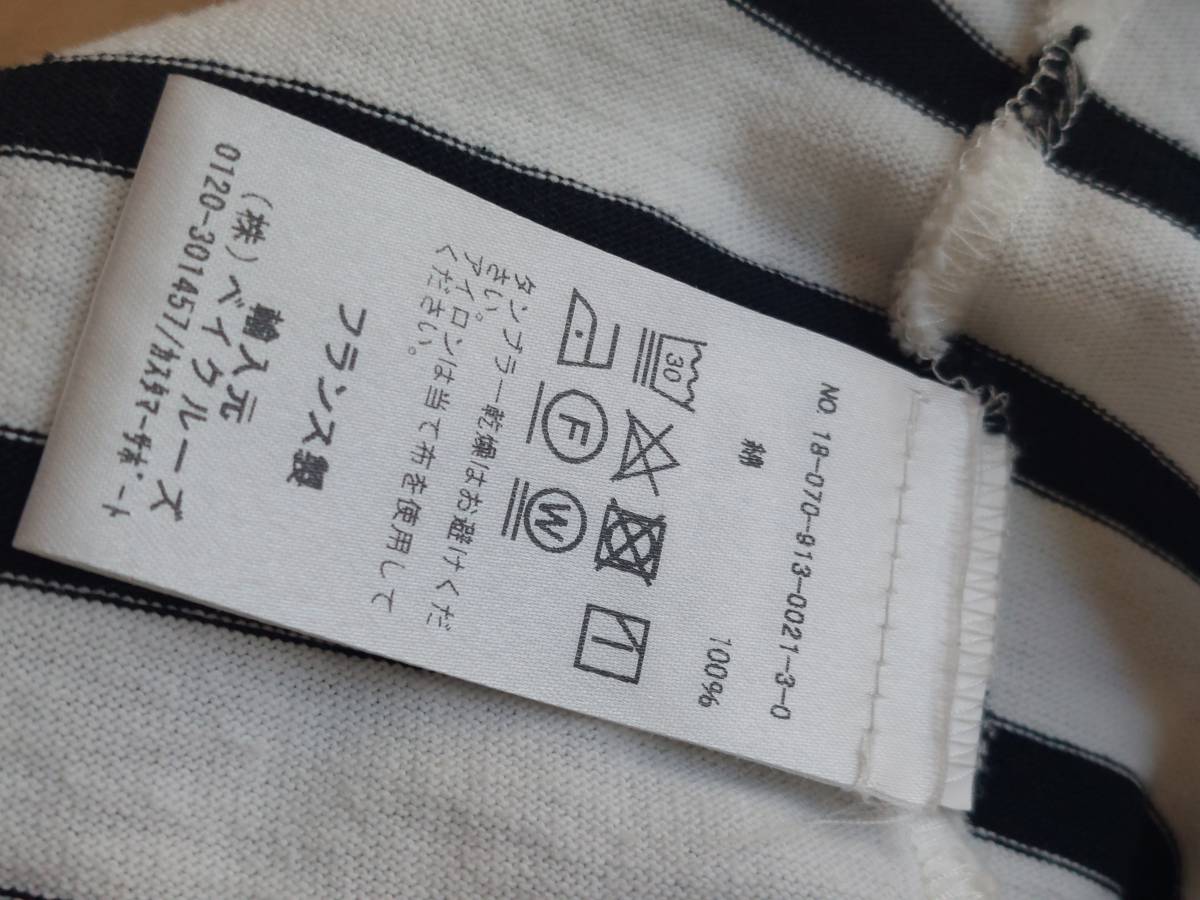 NO. 18-070-913-0021-3-0
綿 100%
30
F W
タンブラー乾燥はお避けくだ
さい。
アイロンは当て布を使用して
ください。
フランス製
輸入元
(株)ベイクルーズ
0120-301457/ｶｽﾀﾏｰｻﾎﾟｰﾄ